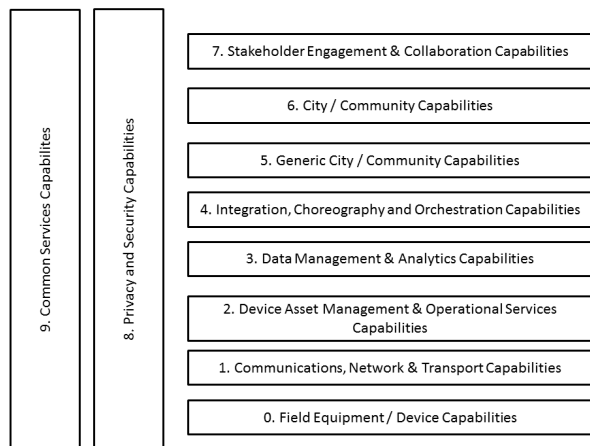 9. Common Services Capabilites
8. Privacy and Security Capabilities
7. Stakeholder Engagement & Collaboration Capabilities
6. City / Community Capabilities
5. Generic City / Community Capabilities
4. Integration, Choreography and Orchestration Capabilities
3. Data Management & Analytics Capabilities
2. Device Asset Management & Operational Services
Capabilities
1. Communications, Network & Transport Capabilities
0. Field Equipment / Device Capabilities